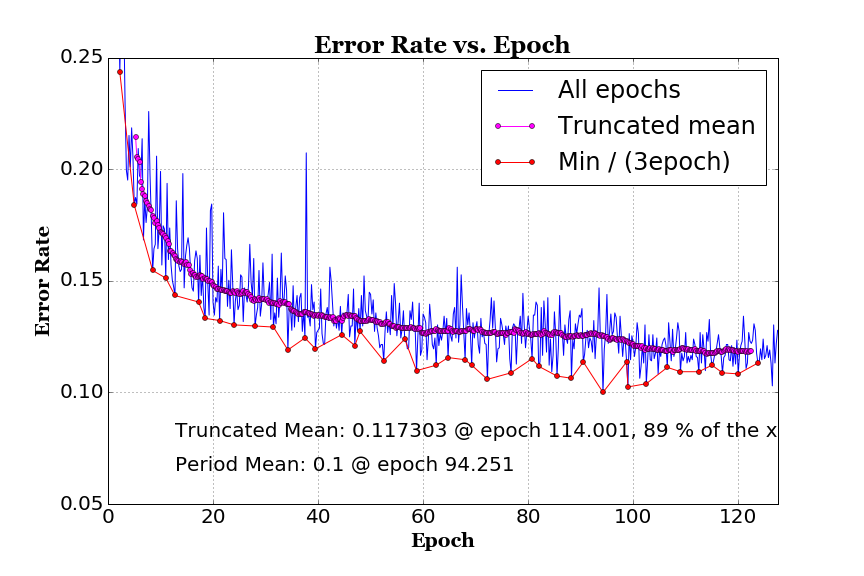 Error Rate vs. Epoch
0.25
0.20
0.15
0.10
0.05
Error Rate
All epochs
Truncated mean
Min / (3epoch)
Truncated Mean: 0.117303 @ epoch 114.001, 89 % of the x
Period Mean: 0.1 @ epoch 94.251
0 20 40 60 80 100 120
Epoch